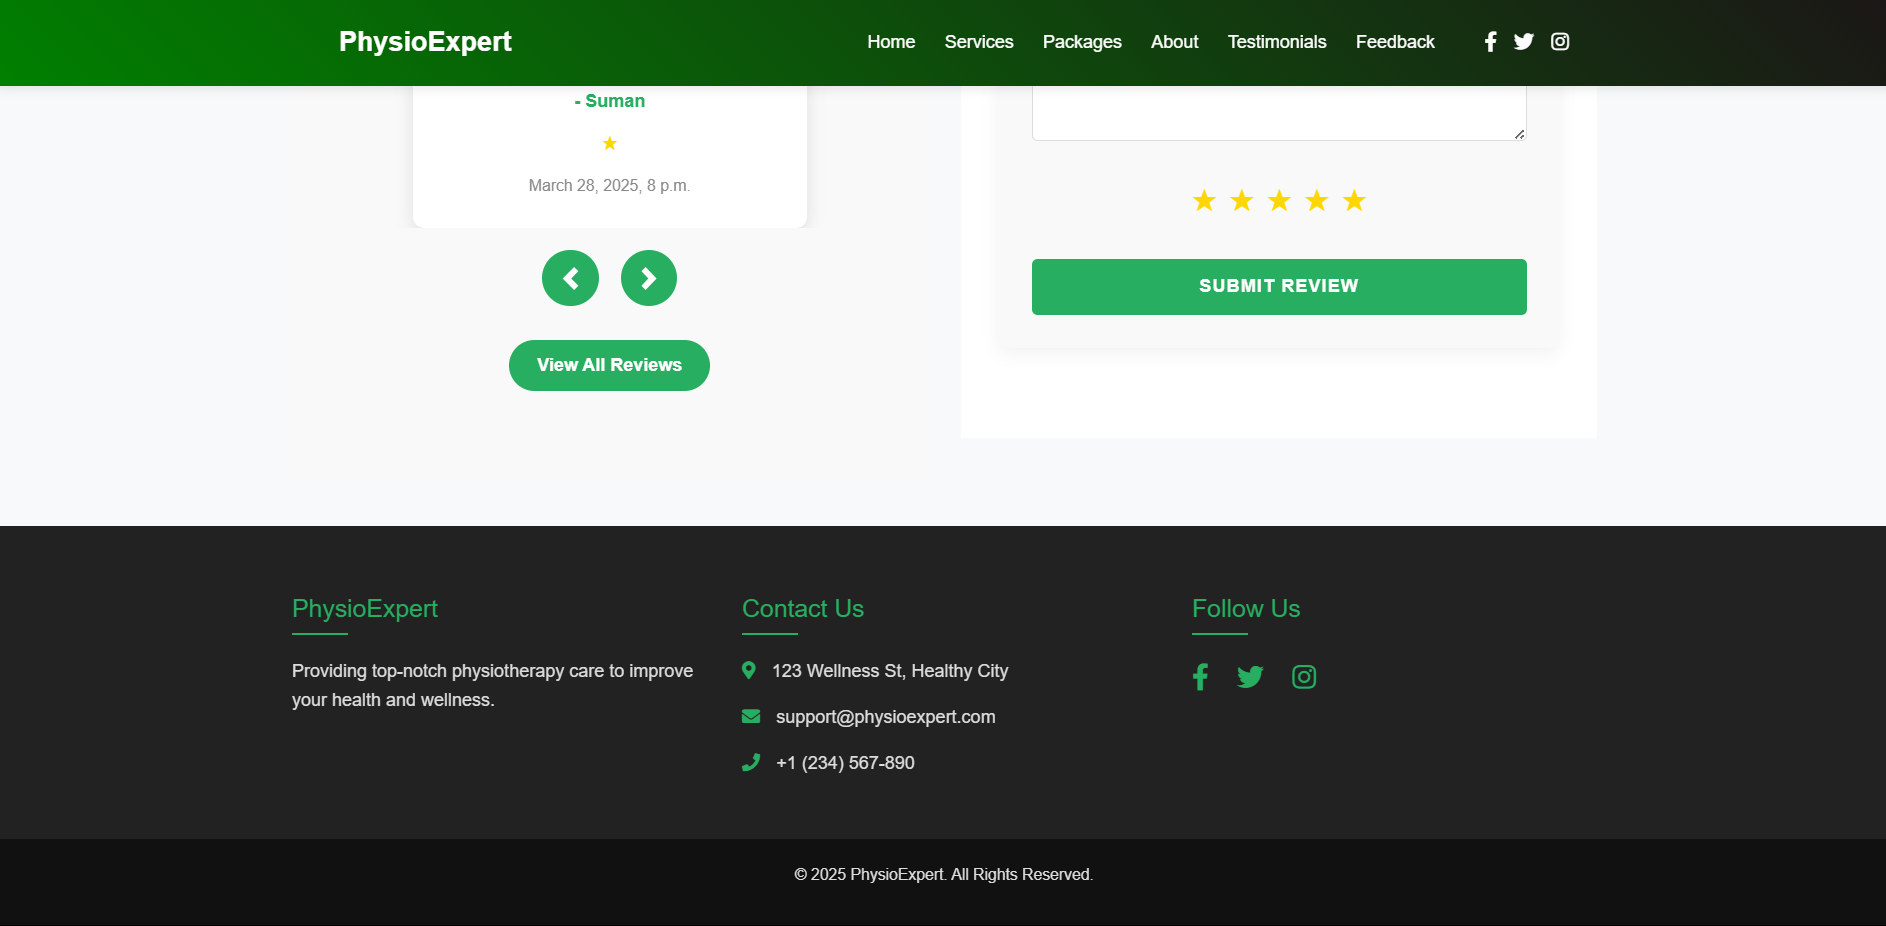 PhysioExpert
Home Services Packages About Testimonials Feedback
- Suman
March 28, 2025, 8 p.m.
View All Reviews
SUBMIT REVIEW
PhysioExpert
Providing top-notch physiotherapy care to improve
your health and wellness.
Contact Us
123 Wellness St, Healthy City
support@physioexpert.com
+1 (234) 567-890
Follow Us
© 2025 PhysioExpert. All Rights Reserved.